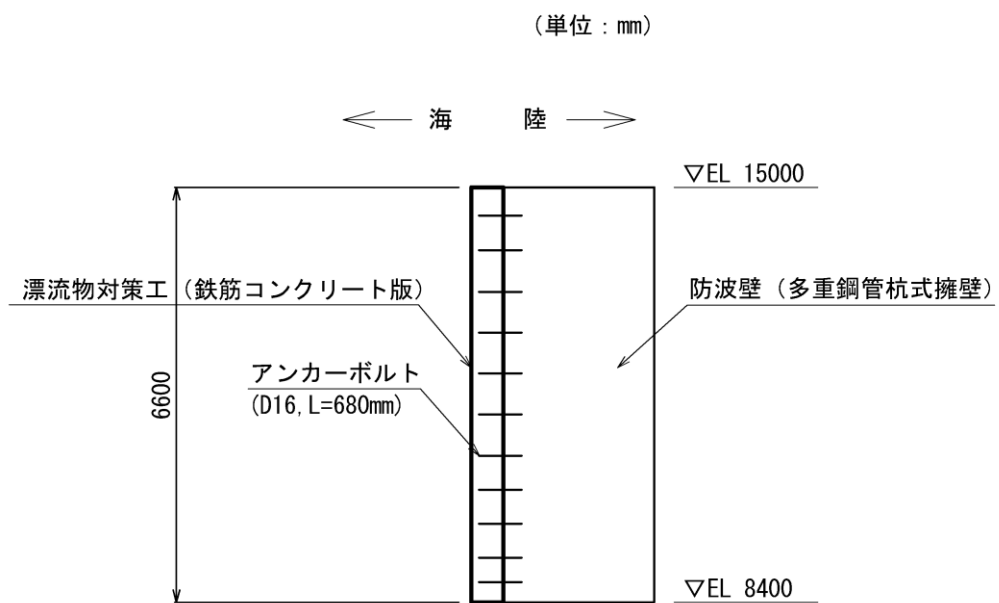 （単位：mm）
海 陸
▽EL 15000
漂流物対策工（鉄筋コンクリート版）
防波壁（多重鋼管杭式擁壁）
アンカーボルト
(D16, L=680mm)
6600
▽EL 8400